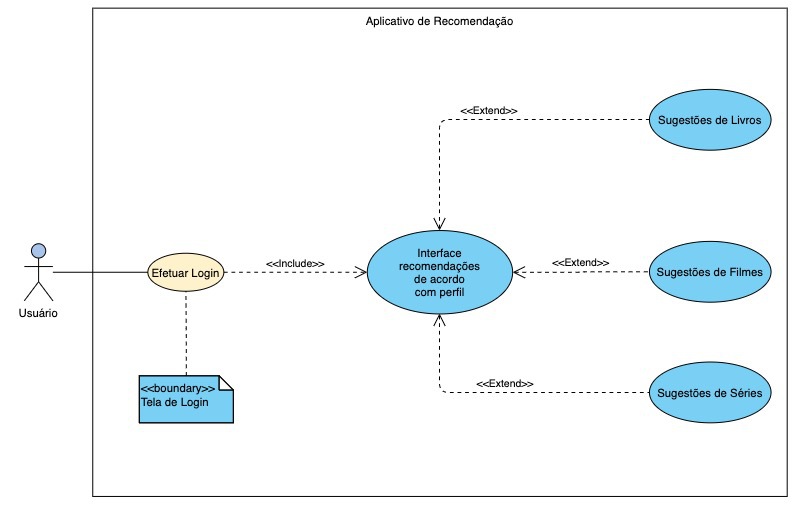 Aplicativo de Recomendação
<<Extend>>
Sugestões de Livros
Usuário
Efetuar Login
<<Include>>
Interface
recomendações
de acordo
com perfil
<<Extend>>
Sugestões de Filmes
<<boundary>>
Tela de Login
<<Extend>>
Sugestões de Séries